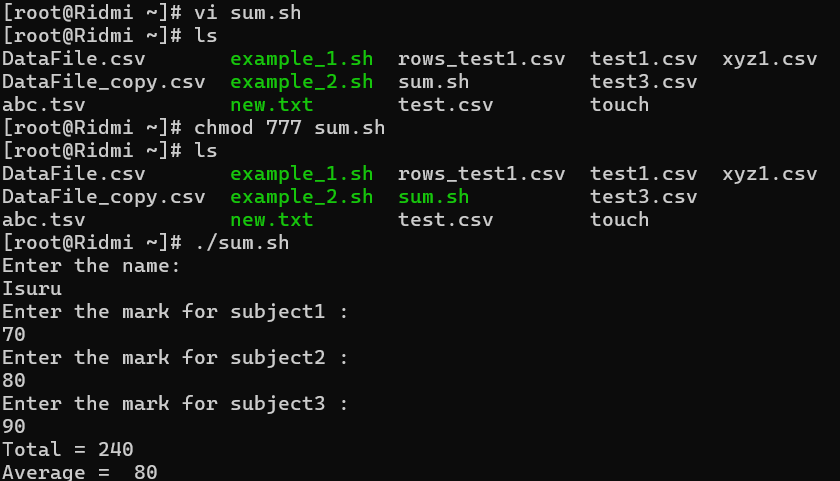 [root@Ridmi ~]# vi sum.sh
[root@Ridmi ~]# ls
DataFile.csv       example_1.sh  rows_test1.csv  test1.csv  xyz1.csv
DataFile_copy.csv  example_2.sh  sum.sh          test3.csv
abc.tsv            new.txt       test.csv        touch
[root@Ridmi ~]# chmod 777 sum.sh
[root@Ridmi ~]# ls
DataFile.csv       example_1.sh  rows_test1.csv  test1.csv  xyz1.csv
DataFile_copy.csv  example_2.sh  sum.sh          test3.csv
abc.tsv            new.txt       test.csv        touch
[root@Ridmi ~]# ./sum.sh
Enter the name:
Isuru
Enter the mark for subject1 :
70
Enter the mark for subject2 :
80
Enter the mark for subject3 :
90
Total = 240
Average =  80